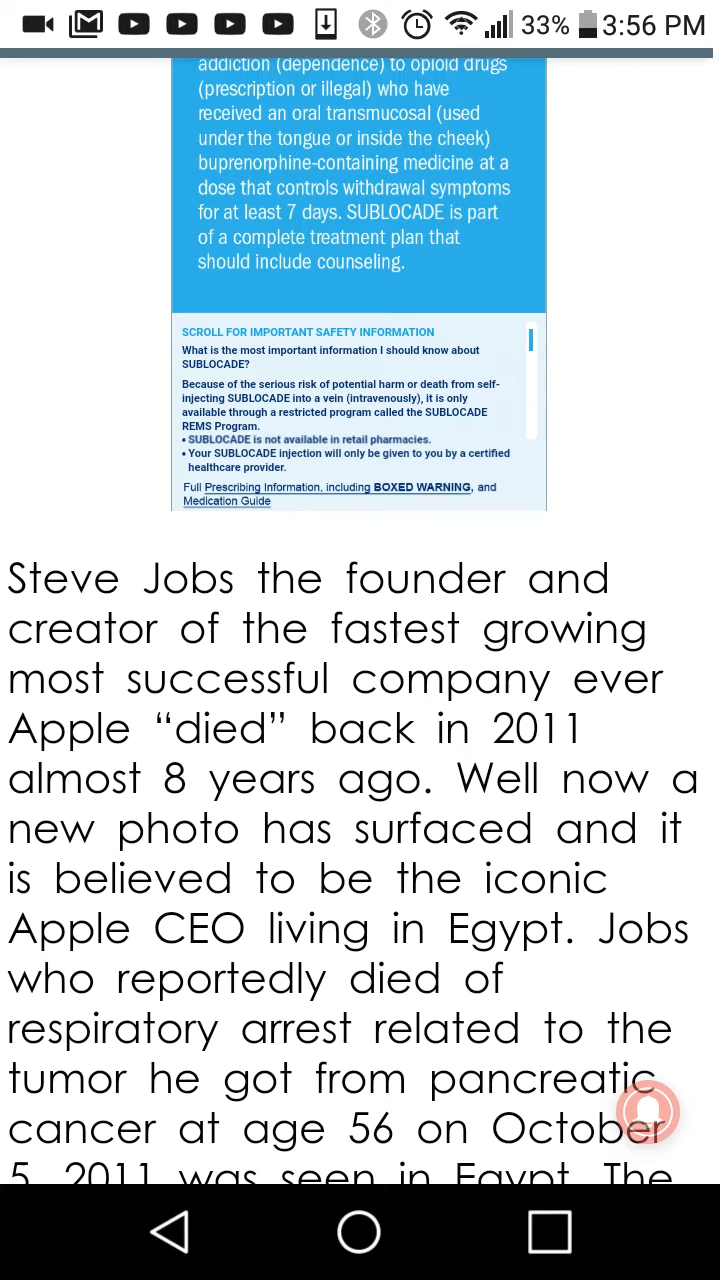 33% 3:56 PM
addiction (dependence) to opioid drugs
(prescription or illegal) who have
received an oral transmucosal (used
under the tongue or inside the cheek)
buprenorphine-containing medicine at a
dose that controls withdrawal symptoms
for at least 7 days. SUBLOCADE is part
of a complete treatment plan that
should include counseling.
SCROLL FOR IMPORTANT SAFETY INFORMATION
What is the most important information I should know about
SUBLOCADE?
Because of the serious risk of potential harm or death from self-
injecting SUBLOCADE into a vein (intravenously), it is only
available through a restricted program called the SUBLOCADE
REMS Program.
• SUBLOCADE is not available in retail pharmacies.
• Your SUBLOCADE injection will only be given to you by a certified
healthcare provider.
Full Prescribing Information, including BOXED WARNING, and
Medication Guide
Steve Jobs the founder and
creator of the fastest growing
most successful company ever
Apple “died” back in 2011
almost 8 years ago. Well now a
new photo has surfaced and it
is believed to be the iconic
Apple CEO living in Egypt. Jobs
who reportedly died of
respiratory arrest related to the
tumor he got from pancreatic
cancer at age 56 on October
5, 2011 was seen in Egypt. The